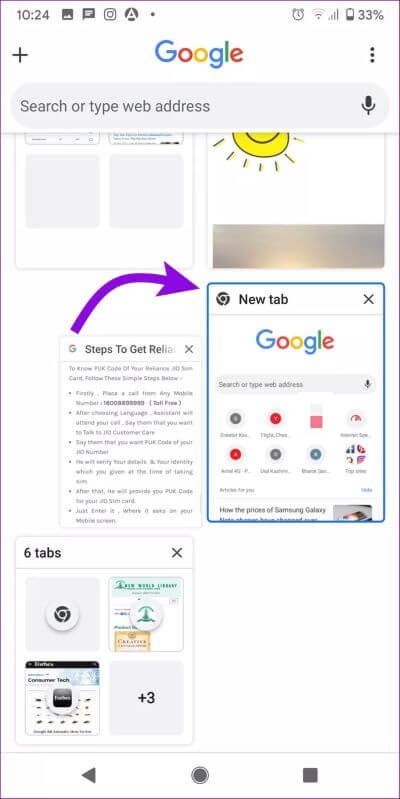 10:24
33%
Google
Search or type web address
New tab
Google
Search or type web address
Greater Kas...
Flight, Chea...
Internet Spe...
Airtel 4G - P...
Dial Kashm...
Bharat San...
Top sites
Articles for you
Hide
How the prices of Samsung Galaxy
Steps To Get Relia
To Know PUK Code Of Your Reliance JIO Sim
Card, Follow These Simple Steps Below –
Firstly , Place a call from Any Mobile
Number : 18008899999 ( Toll Free )
After choosing Language , Assistant will
attend your call , Say them that you want
to Talk to JIO Customer Care
Say them that you want PUK Code of your
JIO Number
He will verify Your details & Your identity
which you given at the time of taking
sim.
After that, He will provide you PUK Code
for your JIO Sim card.
Just Enter it , Where it asks on your
Mobile screen.
6 tabs
NEW WORLD LIBRARY
CREATIVE
Consumer Tech
Forbes
+3